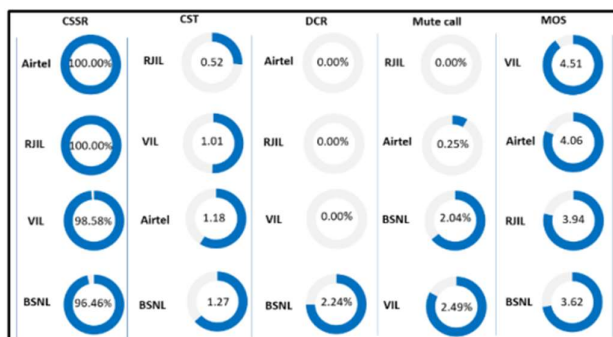 CSSR CST DCR Mute call MOS
Airtel 100.00% RJIL 0.52 Airtel 0.00% RJIL 0.00% VIL 4.51
RJIL 100.00% VIL 1.01 RJIL 0.00% Airtel 0.25% Airtel 4.06
VIL 98.58% Airtel 1.18 VIL 0.00% BSNL 2.04% RJIL 3.94
BSNL 96.46% BSNL 1.27 BSNL 2.24% VIL 2.49% BSNL 3.62